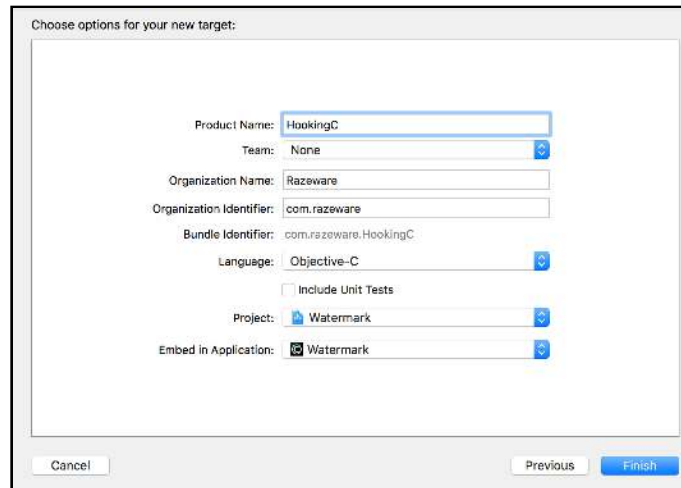 Choose options for your new target:
Product Name: HookingC
Team: None
Organization Name: Razeware
Organization Identifier: com.razeware
Bundle Identifier: com.razeware.HookingC
Language: Objective-C
Include Unit Tests
Project: Watermark
Embed in Application: Watermark
Cancel Previous Finish